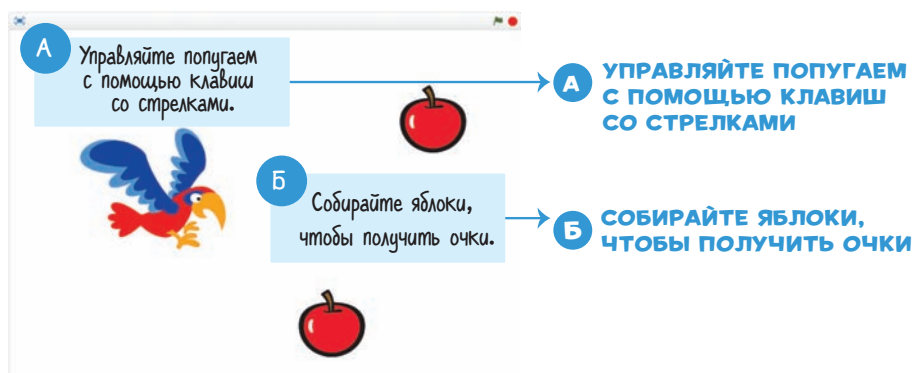 А
Управляйте попугаем
с помощью клавиш
со стрелками.
А
УПРАВЛЯЙТЕ ПОПУГАЕМ
С ПОМОЩЬЮ КЛАВИШ
СО СТРЕЛКАМИ
Б
Собирайте яблоки,
чтобы получить очки.
Б
СОБИРАЙТЕ ЯБЛОКИ,
ЧТОБЫ ПОЛУЧИТЬ ОЧКИ